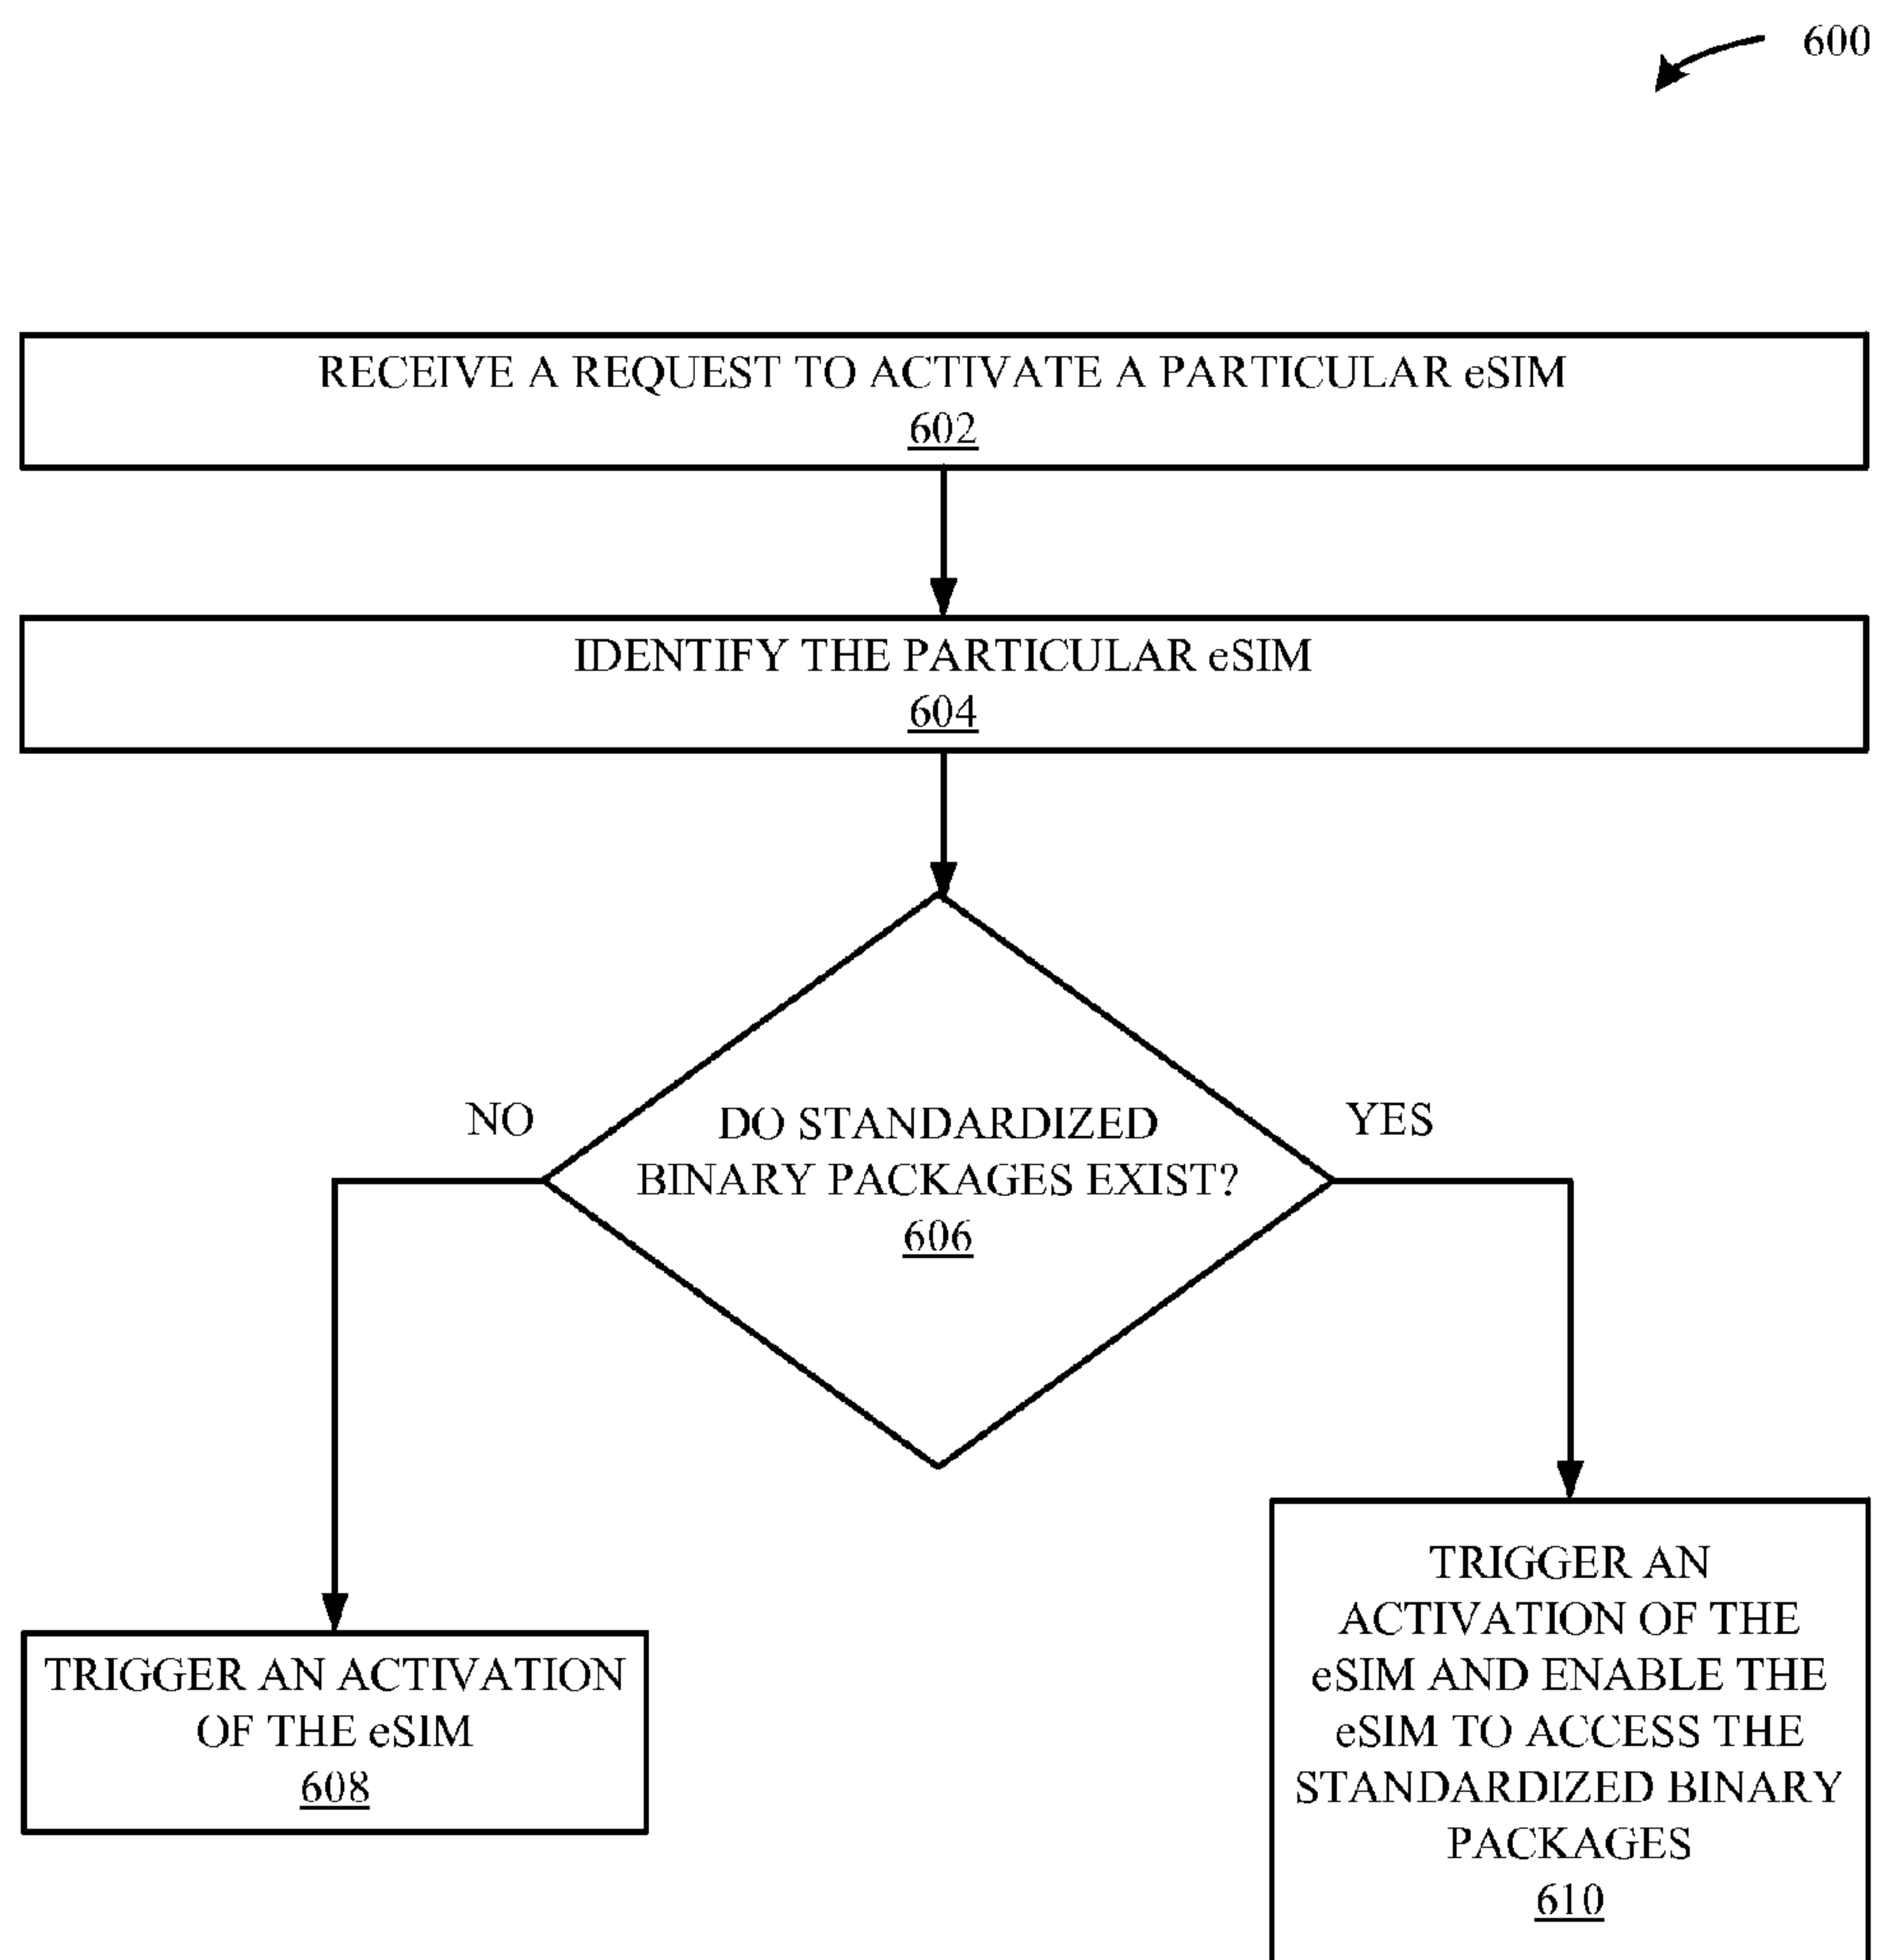 600
RECEIVE A REQUEST TO ACTIVATE A PARTICULAR eSIM
602
IDENTIFY THE PARTICULAR eSIM
604
NO
DO STANDARDIZED
BINARY PACKAGES EXIST?
606
YES
TRIGGER AN ACTIVATION
OF THE eSIM
608
TRIGGER AN
ACTIVATION OF THE
eSIM AND ENABLE THE
eSIM TO ACCESS THE
STANDARDIZED BINARY
PACKAGES
610